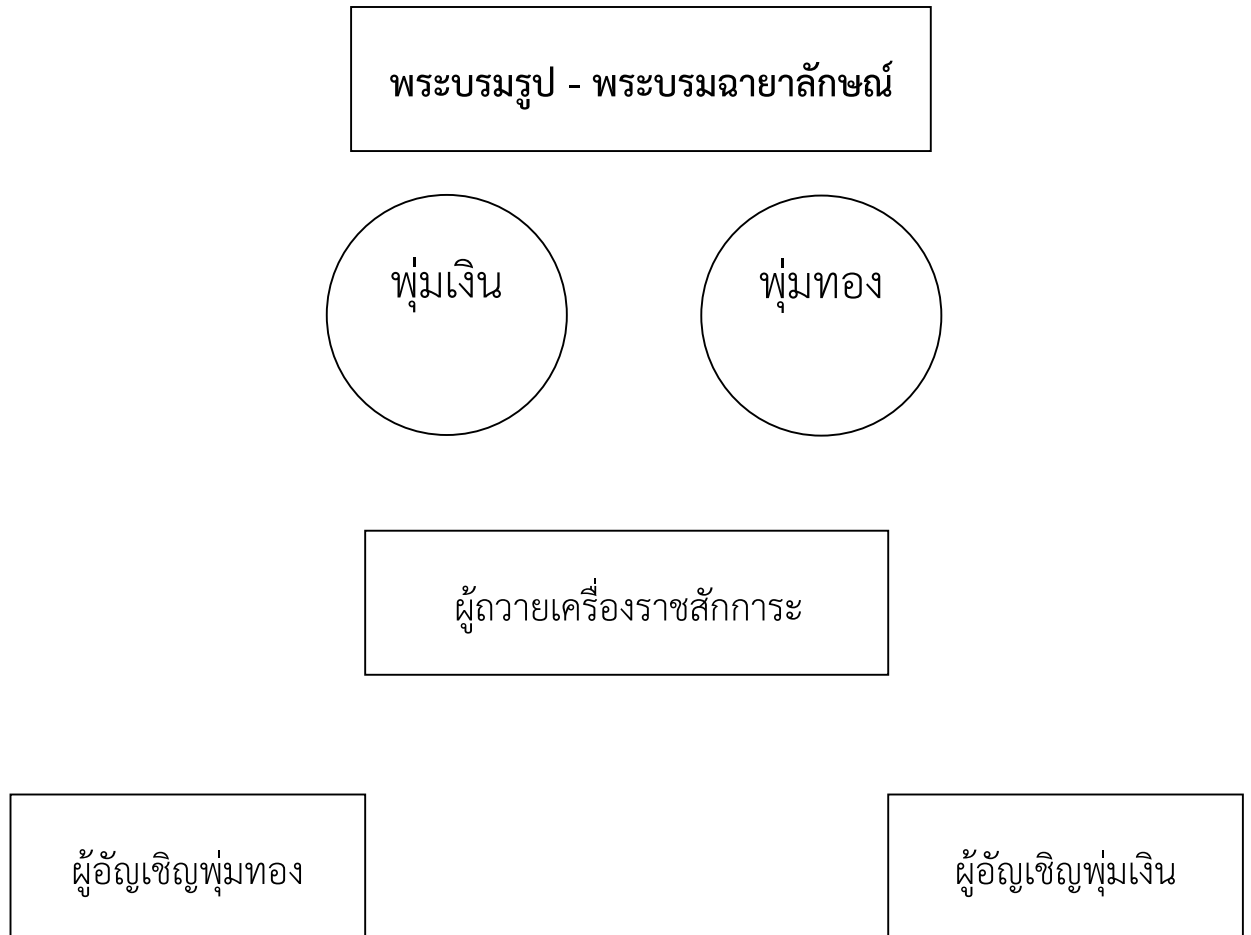 พระบรมรูป - พระบรมฉายาลักษณ์
พุ่มเงิน
พุ่มทอง
ผู้ถวายเครื่องราชสักการะ
ผู้อัญเชิญพุ่มทอง
ผู้อัญเชิญพุ่มเงิน